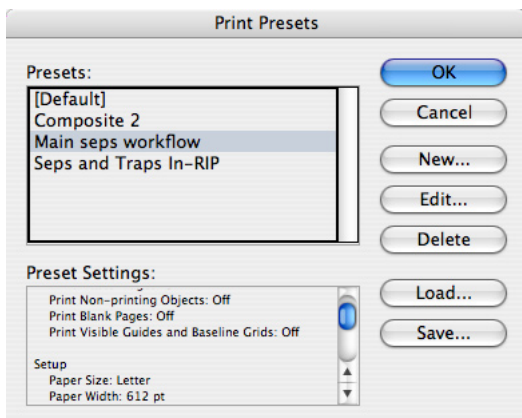 Print Presets
Presets:
[Default]
Composite 2
Main seps workflow
Seps and Traps In-RIP
OK
Cancel
New...
Edit...
Delete
Preset Settings:
Print Non-printing Objects: Off
Print Blank Pages: Off
Print Visible Guides and Baseline Grids: Off
Setup
Paper Size: Letter
Paper Width: 612 pt
Load...
Save...